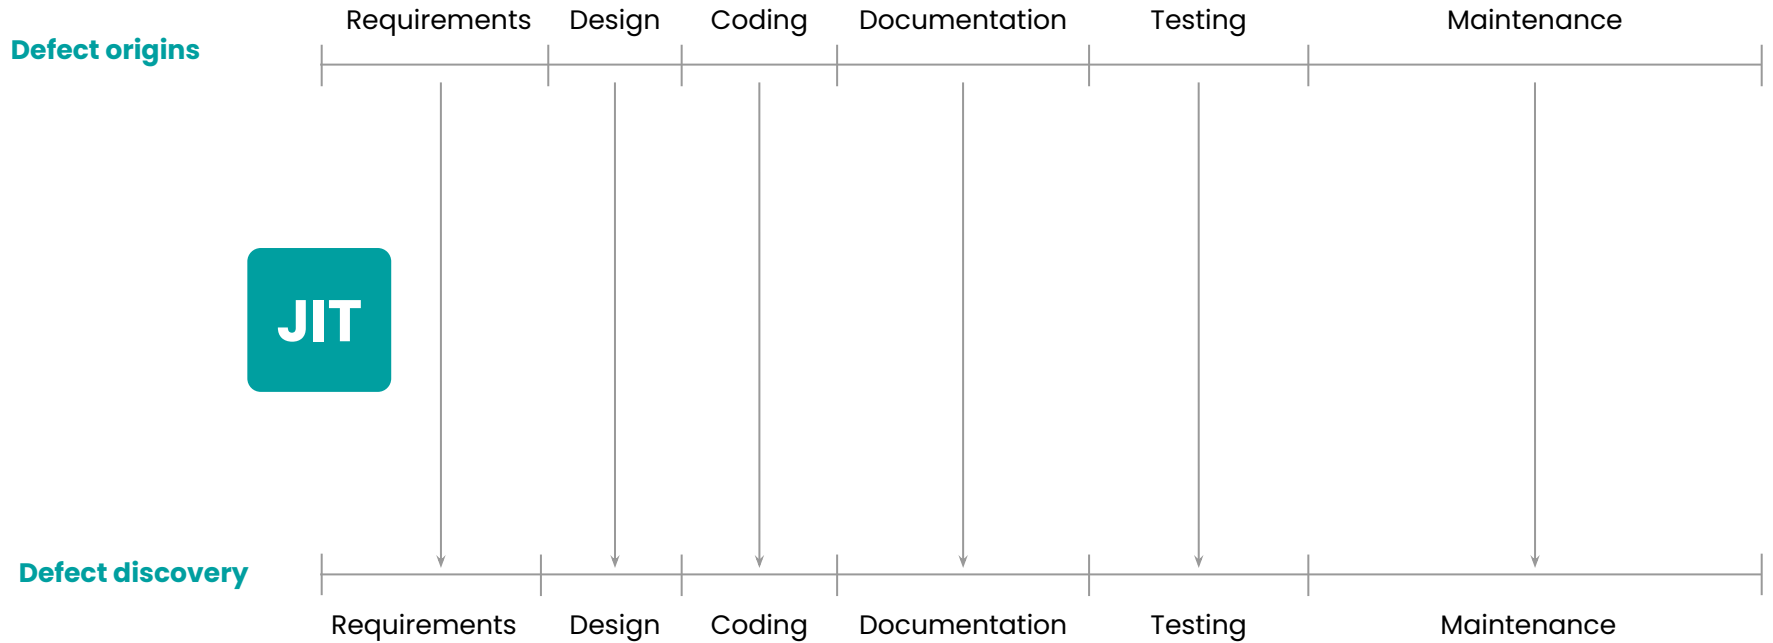 Requirements Design Coding Documentation Testing Maintenance
Defect origins
JIT
Defect discovery
Requirements Design Coding Documentation Testing Maintenance